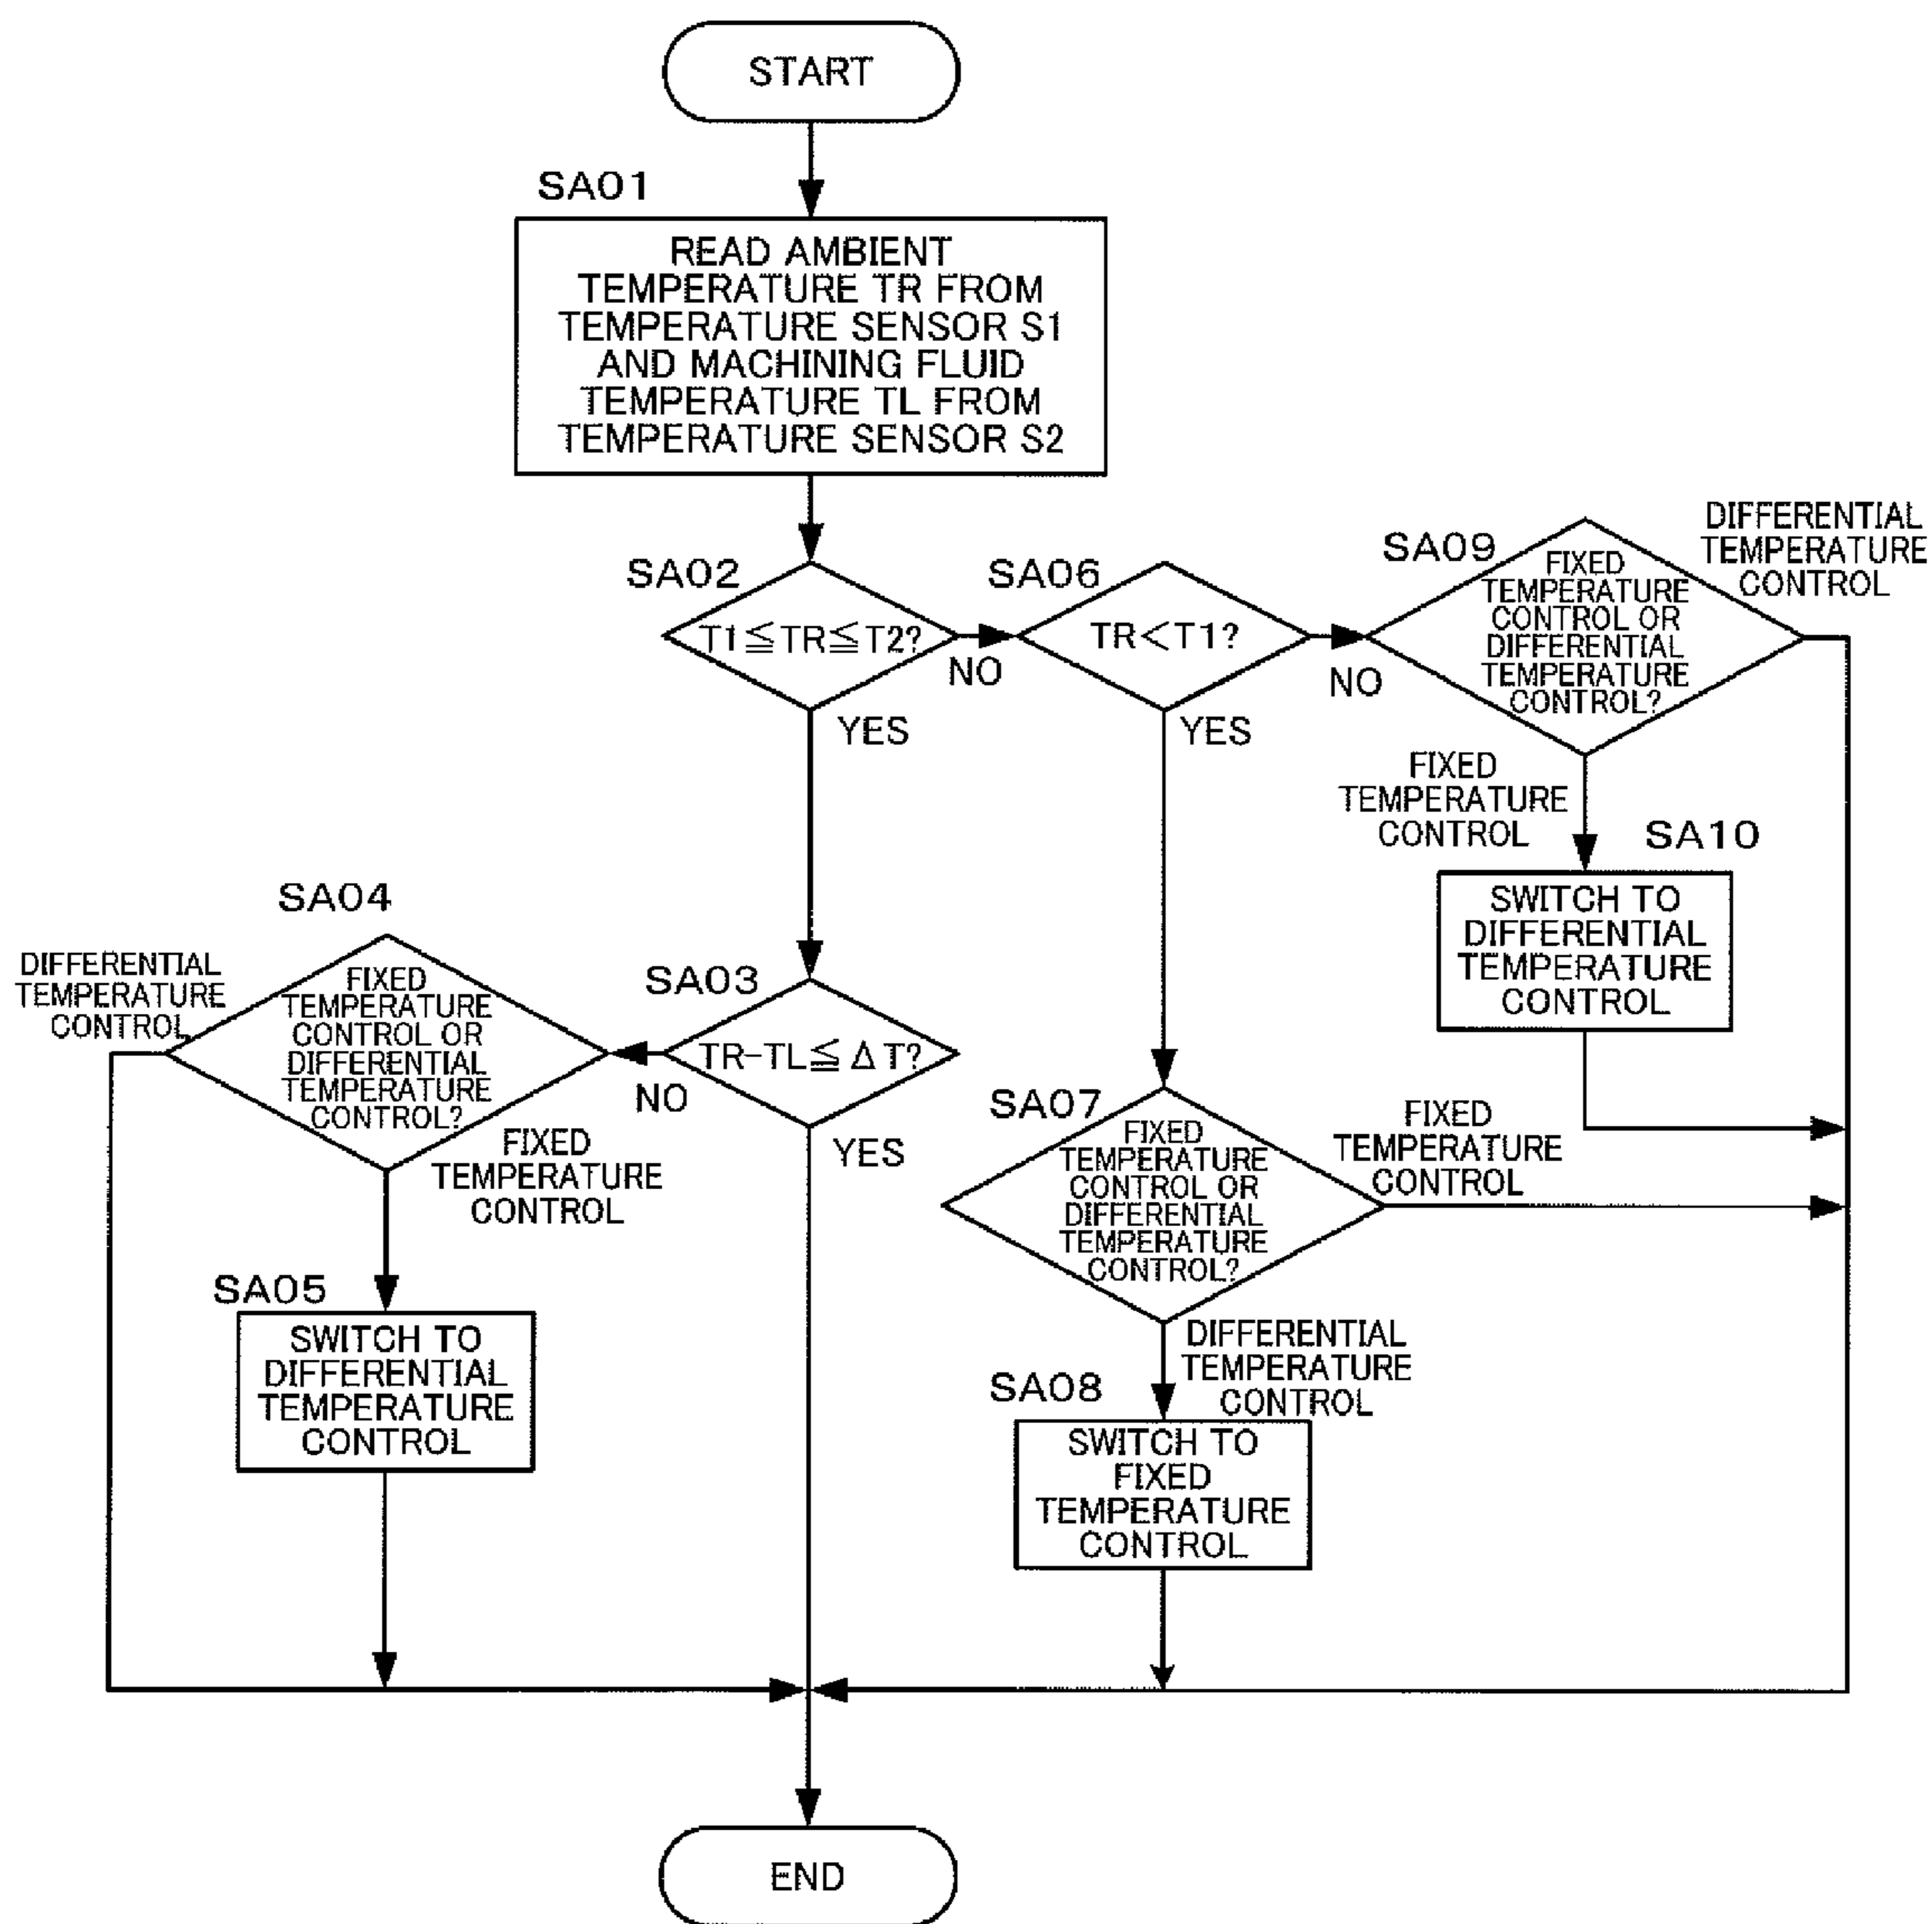 START
SA01
READ AMBIENT
TEMPERATURE TR FROM
TEMPERATURE SENSOR S1
AND MACHINING FLUID
TEMPERATURE TL FROM
TEMPERATURE SENSOR S2
SA02
T1≦TR≦T2?
NO
YES
SA06
TR<T1?
NO
YES
SA09
FIXED
TEMPERATURE
CONTROL OR
DIFFERENTIAL
TEMPERATURE
CONTROL?
DIFFERENTIAL
TEMPERATURE
CONTROL
FIXED
TEMPERATURE
CONTROL
SA10
SWITCH TO
DIFFERENTIAL
TEMPERATURE
CONTROL
SA03
TR-TL≦ΔT?
NO
YES
SA04
FIXED
TEMPERATURE
CONTROL OR
DIFFERENTIAL
TEMPERATURE
CONTROL?
DIFFERENTIAL
TEMPERATURE
CONTROL
FIXED
TEMPERATURE
CONTROL
SA05
SWITCH TO
DIFFERENTIAL
TEMPERATURE
CONTROL
SA07
FIXED
TEMPERATURE
CONTROL OR
DIFFERENTIAL
TEMPERATURE
CONTROL?
FIXED
TEMPERATURE
CONTROL
DIFFERENTIAL
TEMPERATURE
CONTROL
SA08
SWITCH TO
FIXED
TEMPERATURE
CONTROL
END